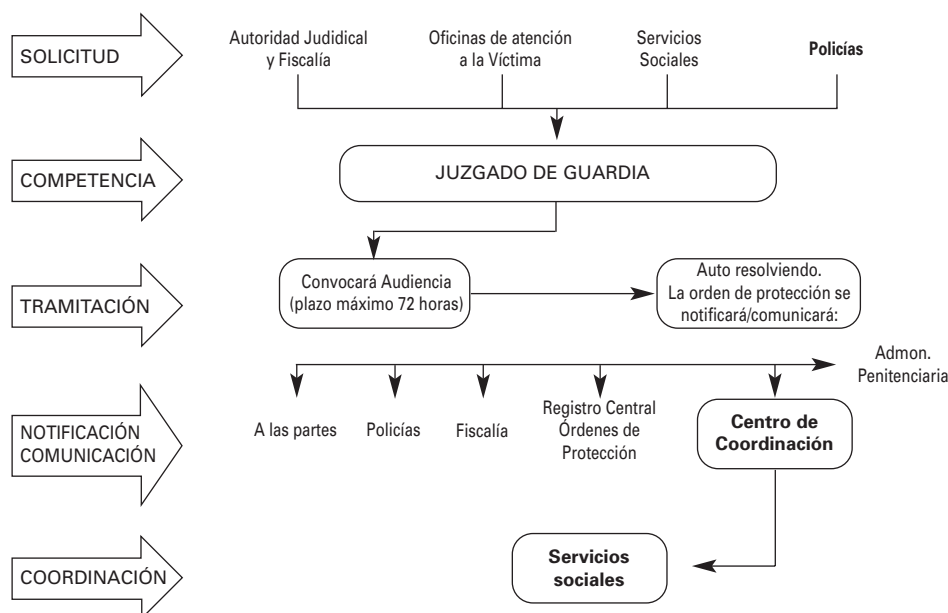 SOLICITUD
Autoridad Judidical
y Fiscalía
Oficinas de atención
a la Víctima
Servicios
Sociales
Policías
COMPETENCIA
JUZGADO DE GUARDIA
TRAMITACIÓN
Convocará Audiencia
(plazo máximo 72 horas)
Auto resolviendo.
La orden de protección se
notificará/comunicará:
Admon.
Penitenciaria
NOTIFICACIÓN
COMUNICACIÓN
A las partes
Policías
Fiscalía
Registro Central
Órdenes de
Protección
Centro de
Coordinación
COORDINACIÓN
Servicios
sociales